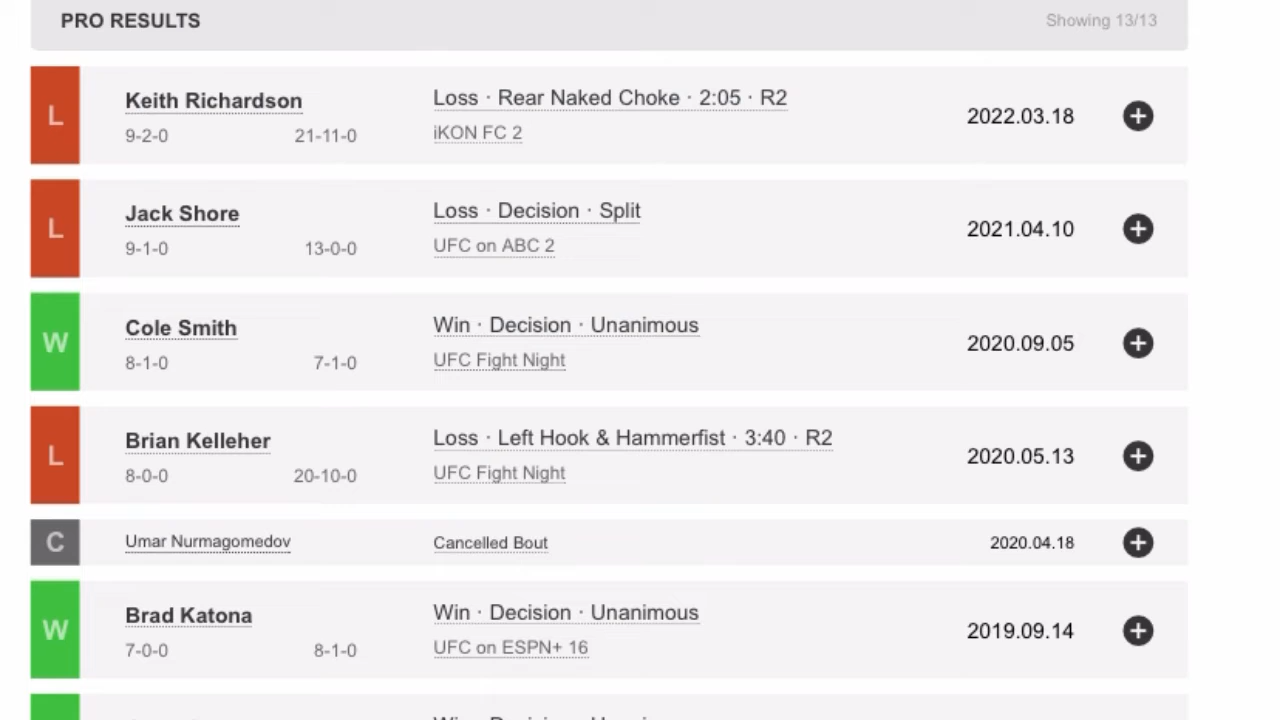 PRO RESULTS Showing 13/13
L Keith Richardson Loss · Rear Naked Choke · 2:05 · R2 2022.03.18
9-2-0 21-11-0 iKON FC 2
L Jack Shore Loss · Decision · Split 2021.04.10
9-1-0 13-0-0 UFC on ABC 2
W Cole Smith Win · Decision · Unanimous 2020.09.05
8-1-0 7-1-0 UFC Fight Night
L Brian Kelleher Loss · Left Hook & Hammerfist · 3:40 · R2 2020.05.13
8-0-0 20-10-0 UFC Fight Night
C Umar Nurmagomedov Cancelled Bout 2020.04.18
W Brad Katona Win · Decision · Unanimous 2019.09.14
7-0-0 8-1-0 UFC on ESPN+ 16